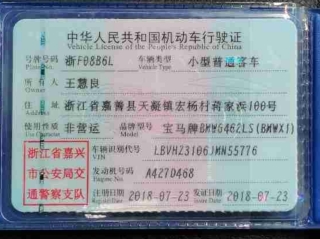 中华人民共和国机动车行驶证
Vehicle License of the People's Republic of China
号牌号码 浙F08B6L 车辆类型 小型普通客车
Plate No. Vehicle Type
所有人 王慧良
Owner
住址 浙江省嘉善县天凝镇宏杨村蒋家浜100号
Address
使用性质 非营运 品牌型号 宝马牌BMW6462LS(BMWX1)
Use Character Model
浙江省嘉兴 车辆识别代号 LBVHZ3106JMN55776
VIN
市公安局交 发动机号码 A4270468
Engine No.
通警察支队 注册日期 2018-07-23 发证日期 2018-07-23
Register Date Issue Date